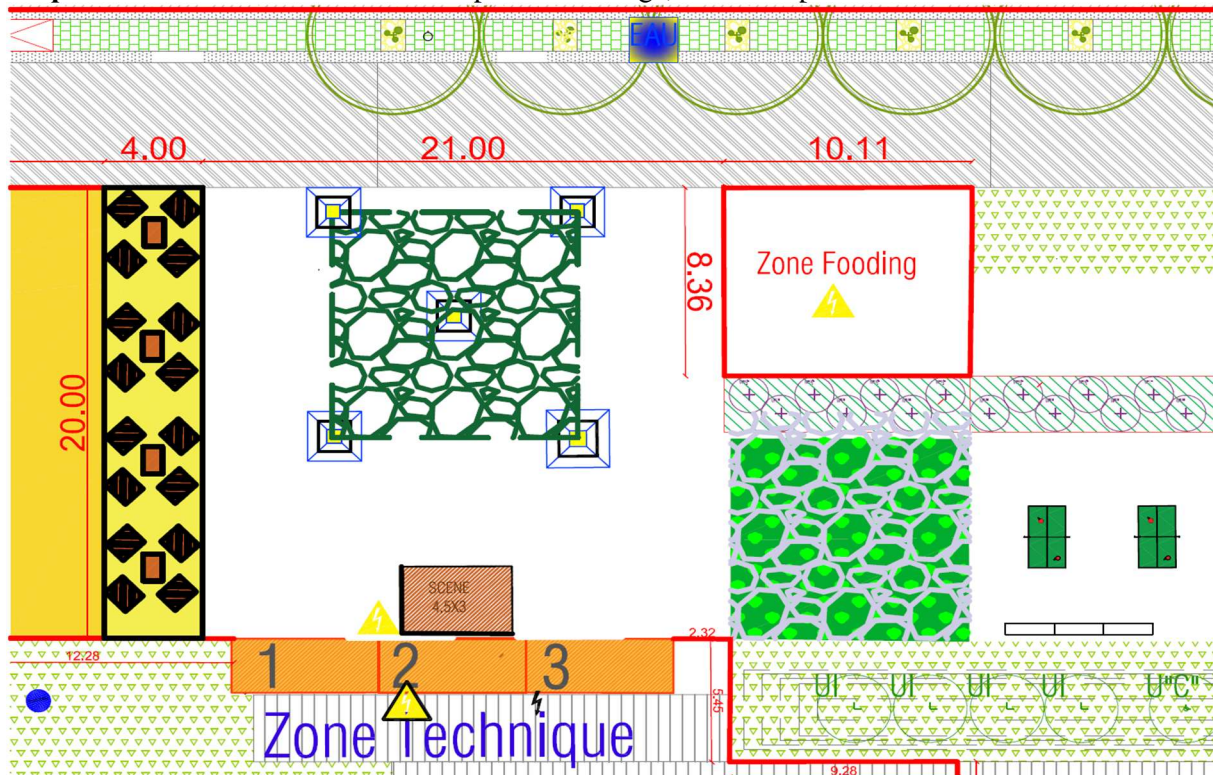 EAU
4.00
21.00
10.11
8.36
Zone Fooding
20.00
SCENE
4.5X3
2.32
12.28
1
2
3
5.45
UI
UI
UI
UI
U"C"
Zone Technique
9.28